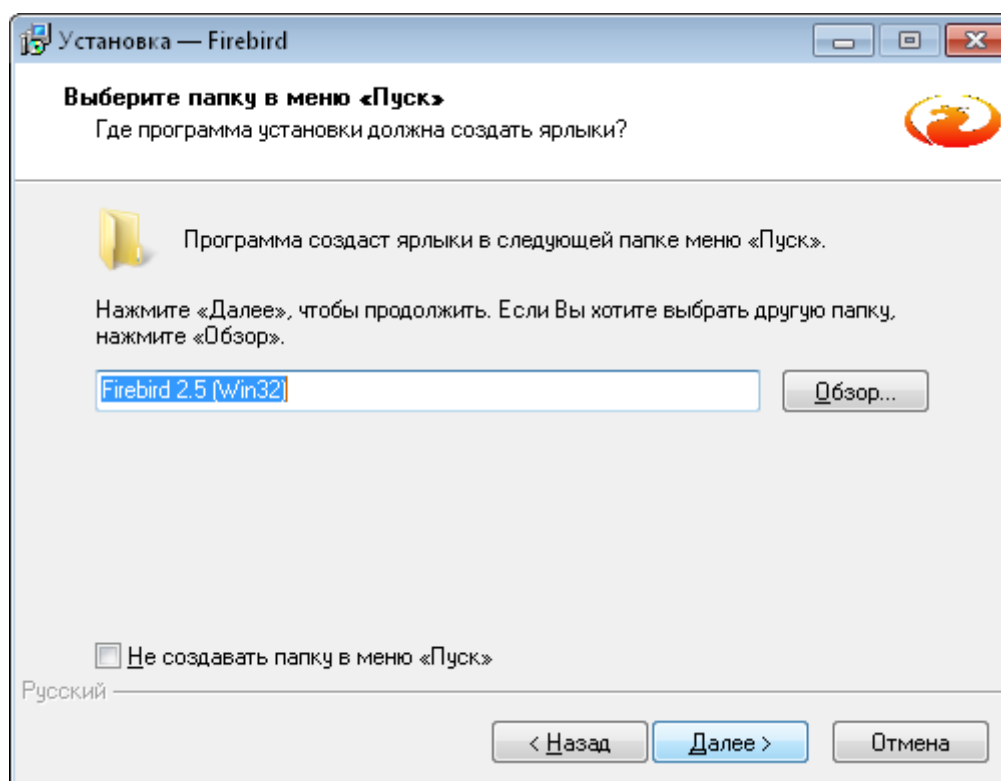 Установка — Firebird
Выберите папку в меню «Пуск»
Где программа установки должна создать ярлыки?
Программа создаст ярлыки в следующей папке меню «Пуск».
Нажмите «Далее», чтобы продолжить. Если Вы хотите выбрать другую папку,
нажмите «Обзор».
Firebird 2.5 (Win32)
Обзор...
Не создавать папку в меню «Пуск»
Русский
< Назад
Далее >
Отмена